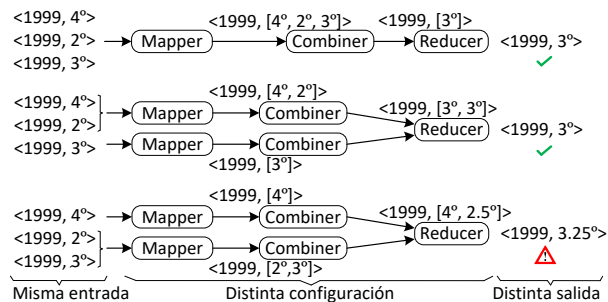 <1999, 4º>
<1999, 2º>
<1999, 3º>
Mapper
<1999, [4º, 2º, 3º]>
Combiner
<1999, [3º]>
Reducer
<1999, 3º>
<1999, 4º>
<1999, 2º>
<1999, 3º>
Mapper
Mapper
<1999, [4º, 2º]>
Combiner
Combiner
<1999, [3º]>
<1999, [3º, 3º]>
Reducer
<1999, 3º>
<1999, 4º>
<1999, 2º>
<1999, 3º>
Mapper
Mapper
<1999, [4º]>
Combiner
Combiner
<1999, [2º,3º]>
<1999, [4º, 2.5º]>
Reducer
<1999, 3.25º>
Misma entrada
Distinta configuración
Distinta salida